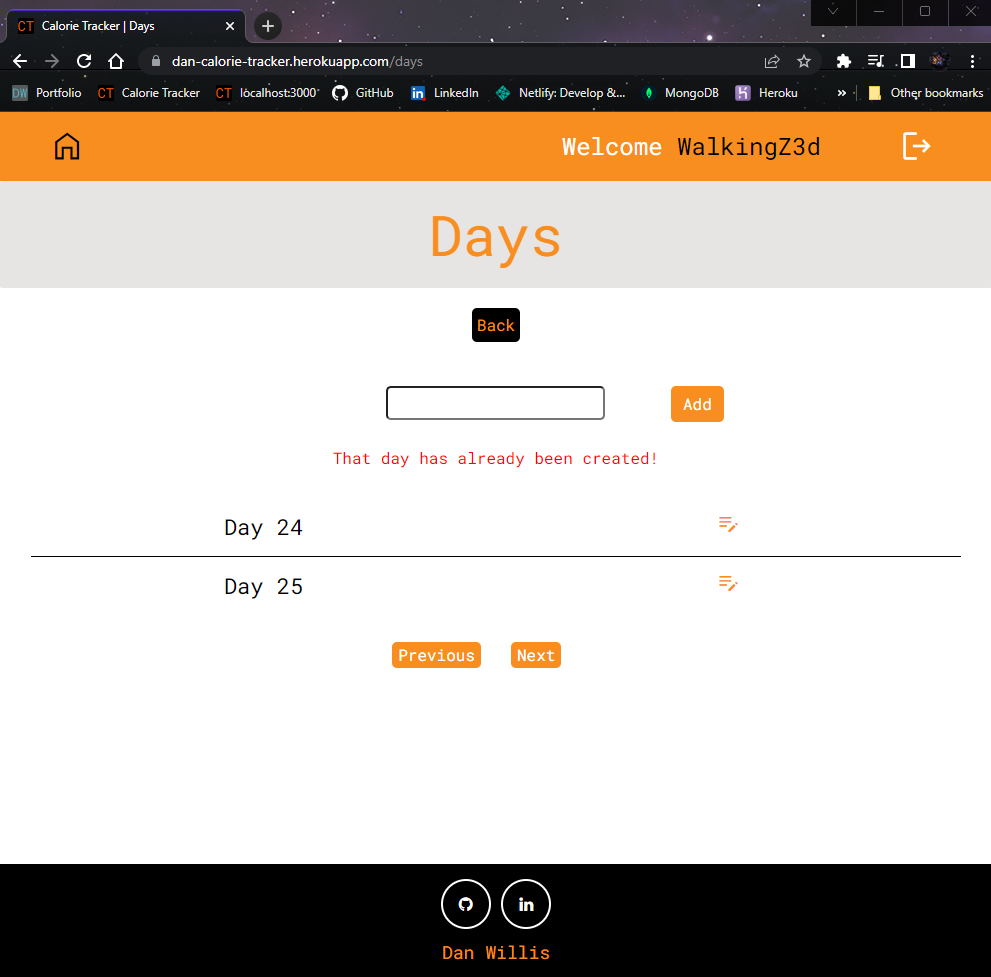 CT Calorie Tracker | Days
dan-calorie-tracker.herokuapp.com/days
DW Portfolio CT Calorie Tracker CT localhost:3000 GitHub LinkedIn Netlify: Develop &... MongoDB Heroku » Other bookmarks
Welcome WalkingZ3d
Days
Back
Add
That day has already been created!
Day 24
Day 25
Previous Next
in
Dan Willis